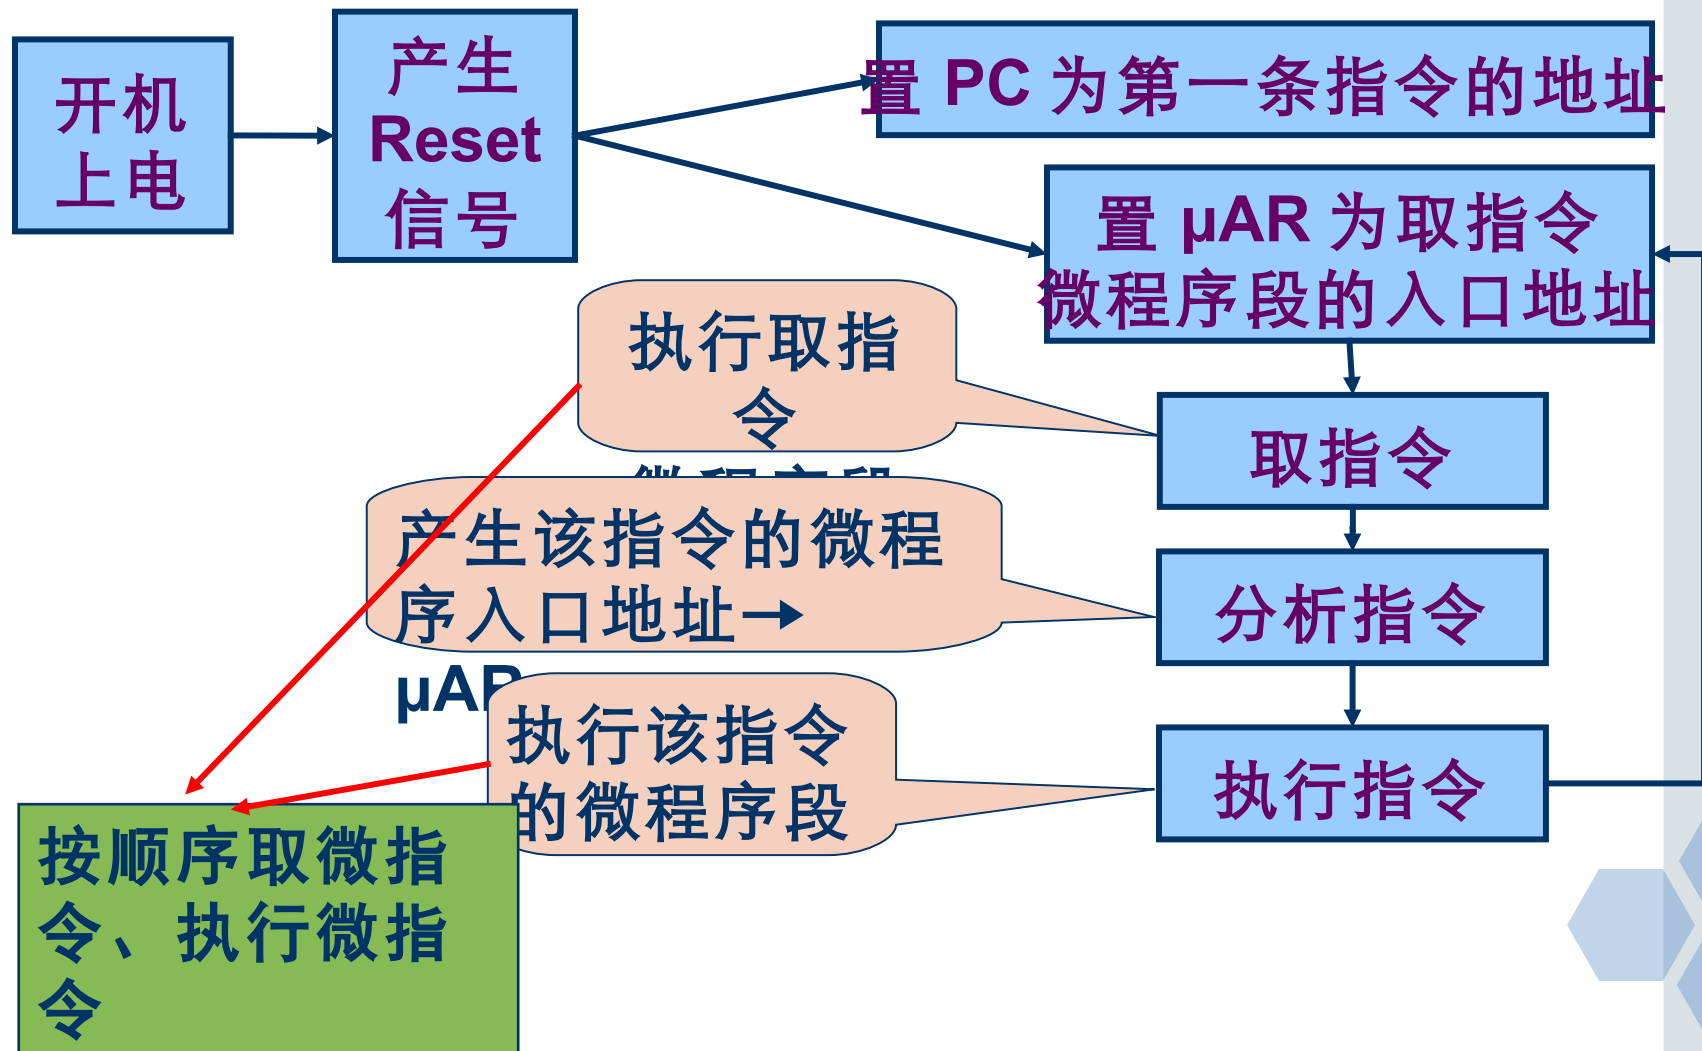 开机
上电
产生
Reset
信号
置 PC 为第一条指令的地址
置 μAR 为取指令
微程序段的入口地址
执行取指
令
取指令
产生该指令的微程
序入口地址→
μAR
分析指令
执行该指令
的微程序段
执行指令
按顺序取微指
令、执行微指
令